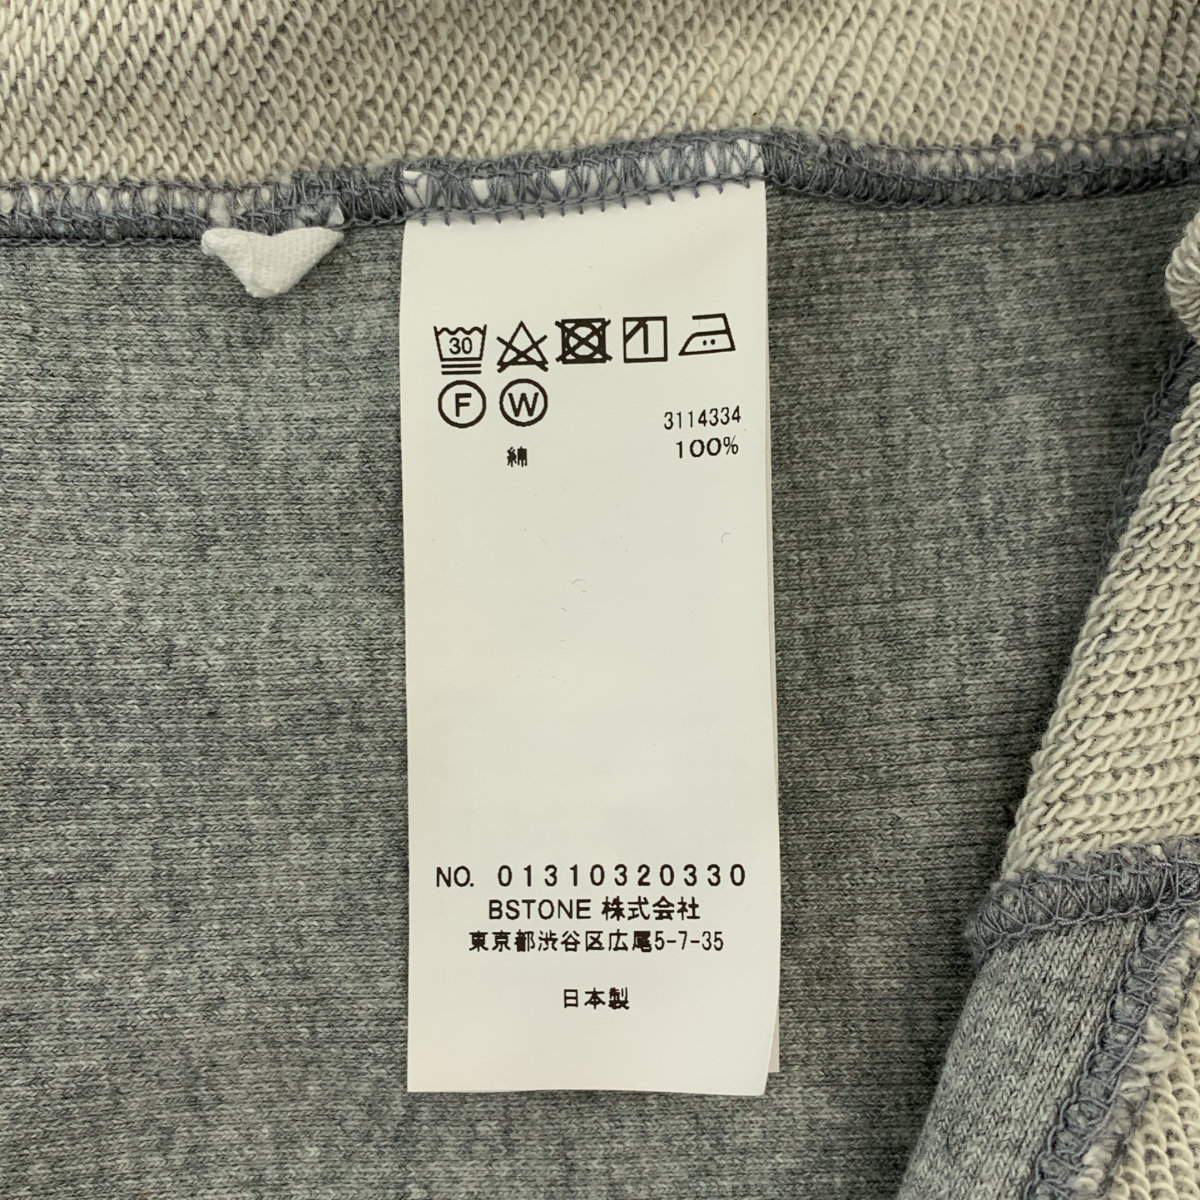 30
F W
3114334
綿 100%
NO. 01310320330
BSTONE 株式会社
東京都渋谷区広尾5-7-35
日本製